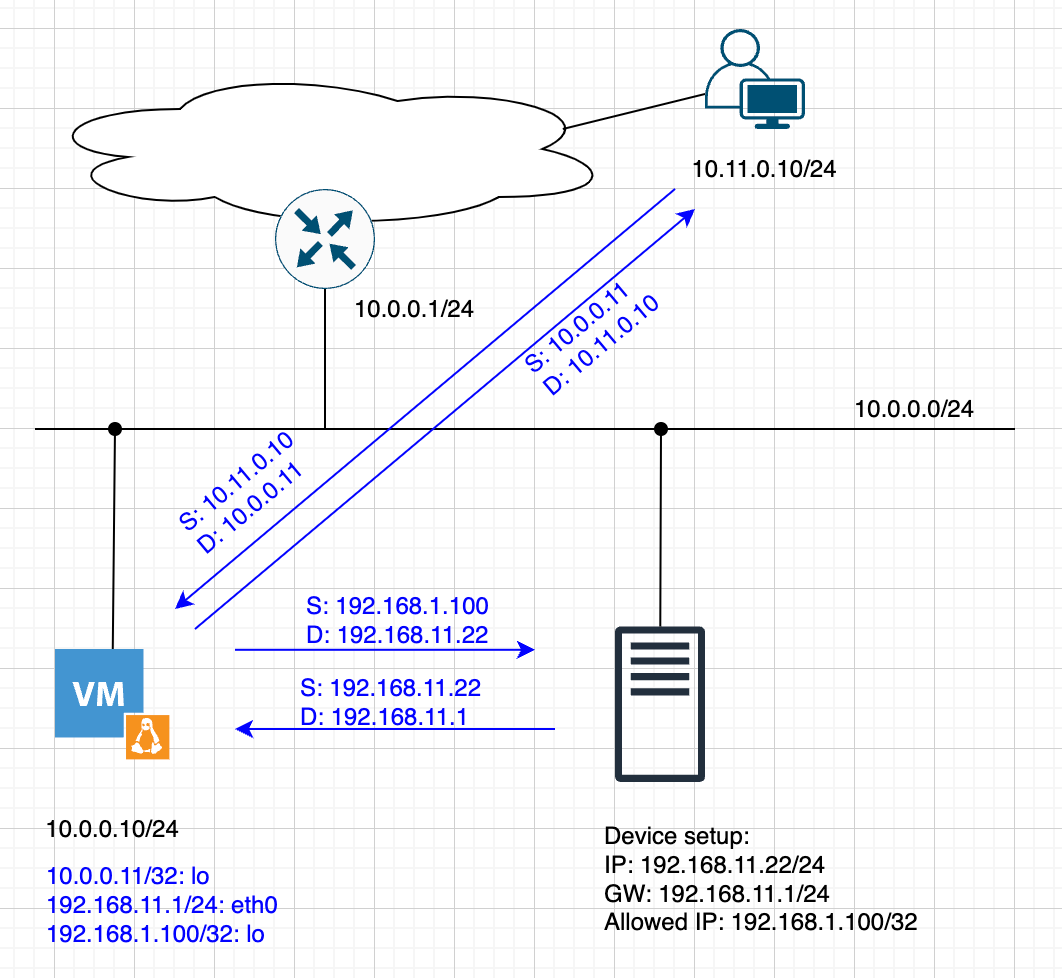 10.11.0.10/24
10.0.0.1/24
S: 10.0.0.11
D: 10.11.0.10
10.0.0.0/24
S: 10.11.0.10
D: 10.0.0.11
S: 192.168.1.100
D: 192.168.11.22
S: 192.168.11.22
D: 192.168.11.1
VM
10.0.0.10/24
10.0.0.11/32: lo
192.168.11.1/24: eth0
192.168.1.100/32: lo
Device setup:
IP: 192.168.11.22/24
GW: 192.168.11.1/24
Allowed IP: 192.168.1.100/32